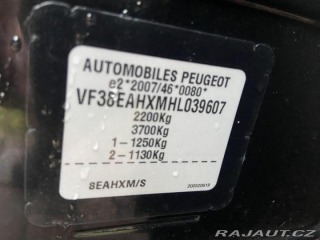 AUTOMOBILES PEUGEOT
e2*2007/46*0080*
VF38EAHXMHL039607
2200Kg
3700Kg
1-1250Kg
2-1130Kg
8EAHXM/S
RAJAUT.CZ